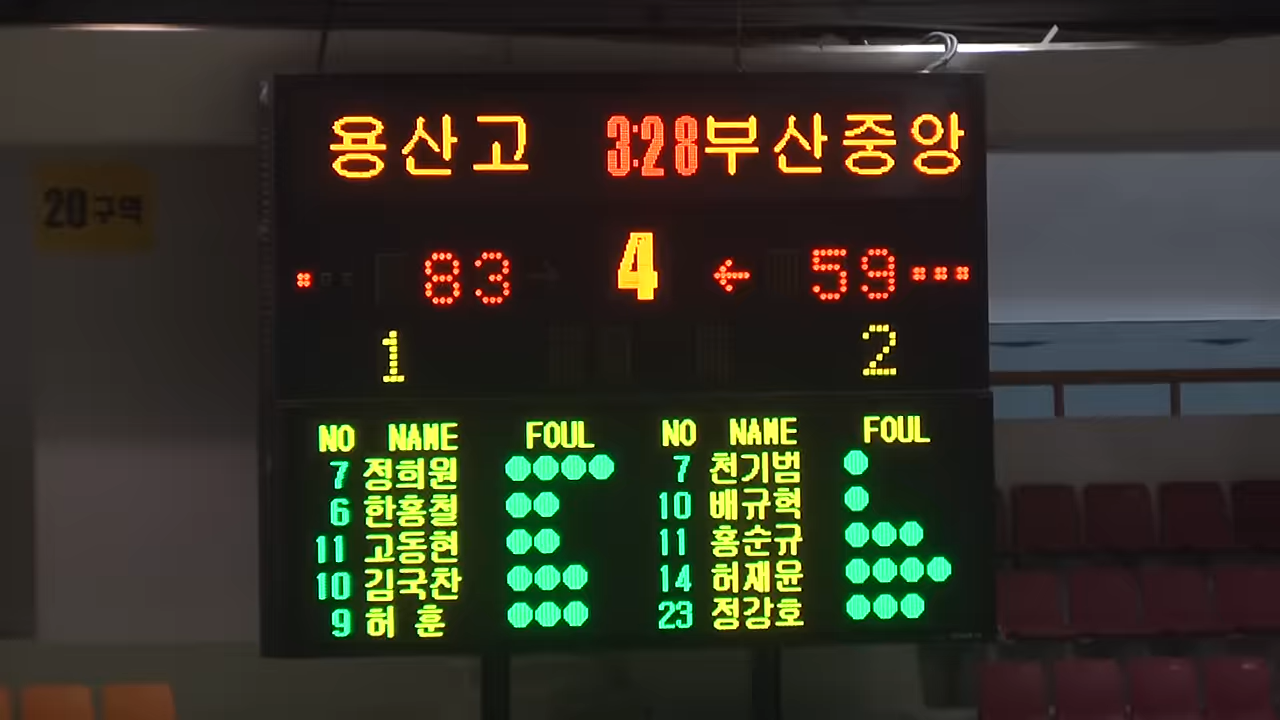 용산고 3:28 부산중앙
20구역
83 4 ← 59
1 2
NO NAME FOUL NO NAME FOUL
7 정희원 7 천기범
6 한홍철 10 배규혁
11 고동현 11 홍순규
10 김국찬 14 허재윤
9 허 훈 23 정강호